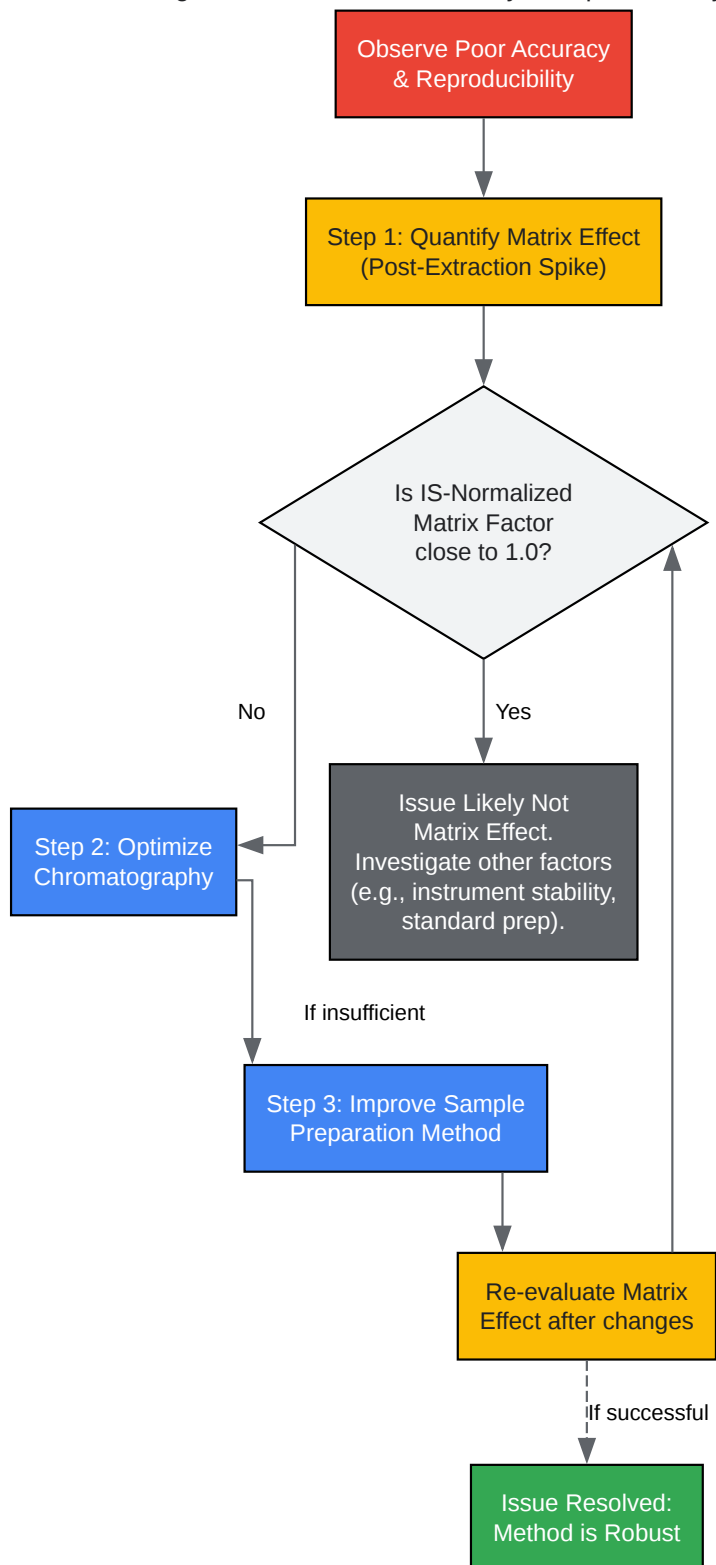 Observe Poor Accuracy
& Reproducibility
Step 1: Quantify Matrix Effect
(Post-Extraction Spike)
Is IS-Normalized
Matrix Factor
close to 1.0?
No
Yes
Issue Likely Not
Matrix Effect.
Investigate other factors
(e.g., instrument stability,
standard prep).
Step 2: Optimize
Chromatography
If insufficient
Step 3: Improve Sample
Preparation Method
Re-evaluate Matrix
Effect after changes
If successful
Issue Resolved:
Method is Robust